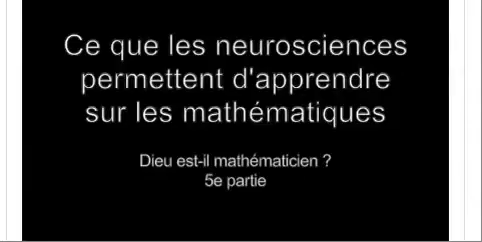 Ce que les neurosciences
permettent d'apprendre
sur les mathématiques
Dieu est-il mathématicien ?
5e partie